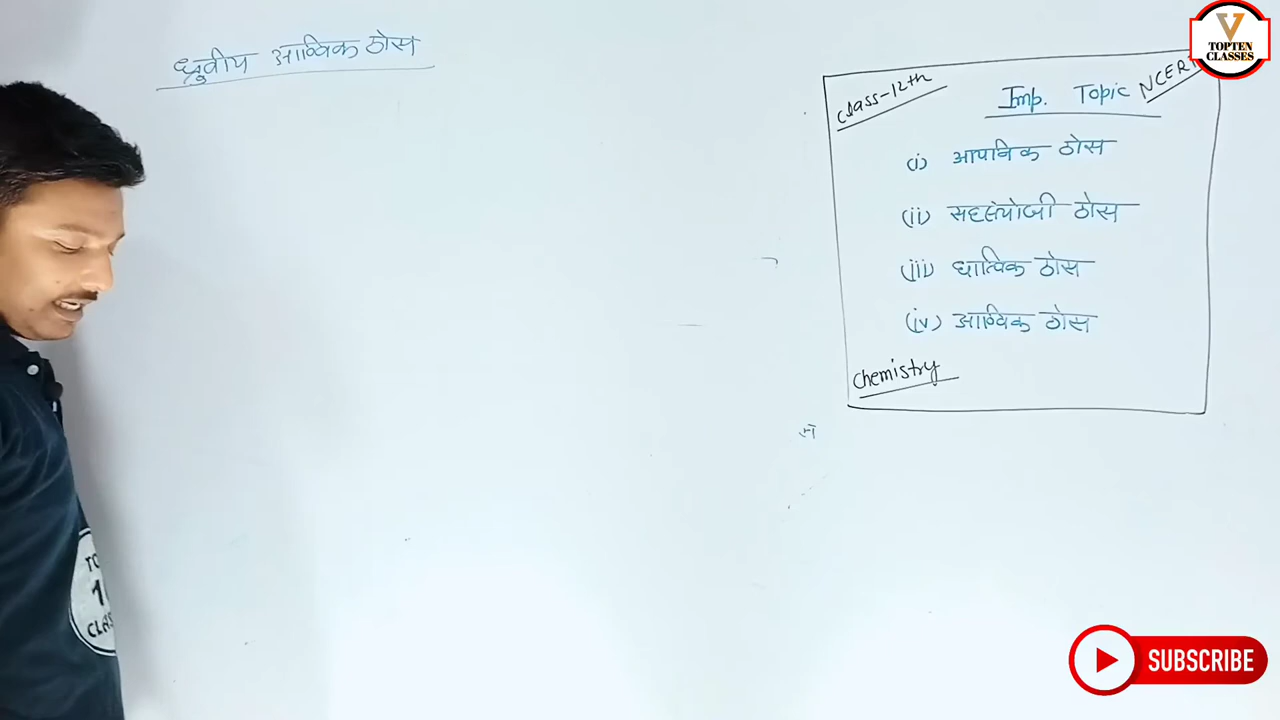 ध्रुवीय आण्विक ठोस
V
TOPTEN
CLASSES
Class-12th
Imp. Topic
NCERT
(i) आयनिक ठोस
(ii) सहसंयोजी ठोस
(iii) धात्विक ठोस
(iv) आण्विक ठोस
Chemistry
SUBSCRIBE